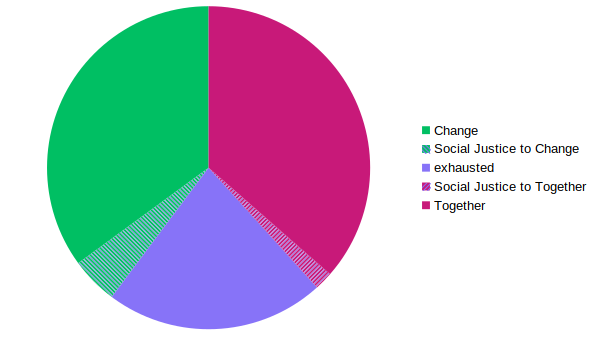 Change
Social Justice to Change
exhausted
Social Justice to Together
Together